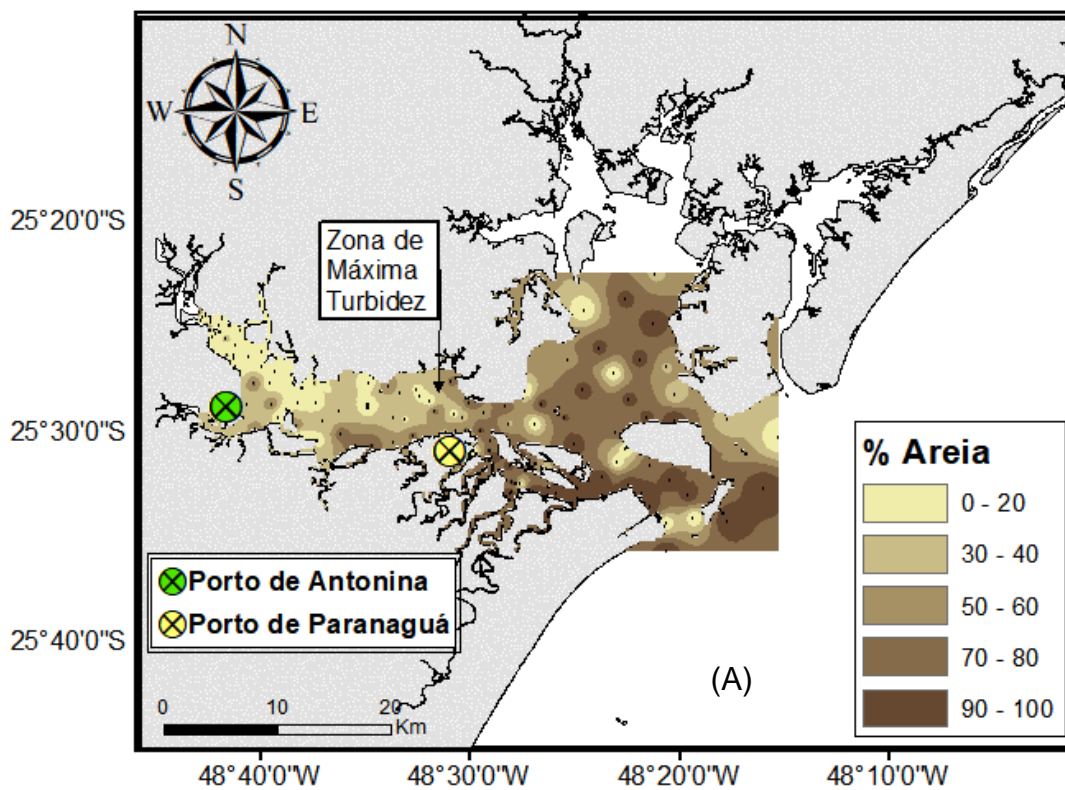 N
W E
S
25°20'0"S
25°30'0"S
25°40'0"S
Zona de
Máxima
Turbidez
Porto de Antonina
Porto de Paranaguá
0 10 20
Km
(A)
% Areia
0 - 20
30 - 40
50 - 60
70 - 80
90 - 100
48°40'0"W 48°30'0"W 48°20'0"W 48°10'0"W